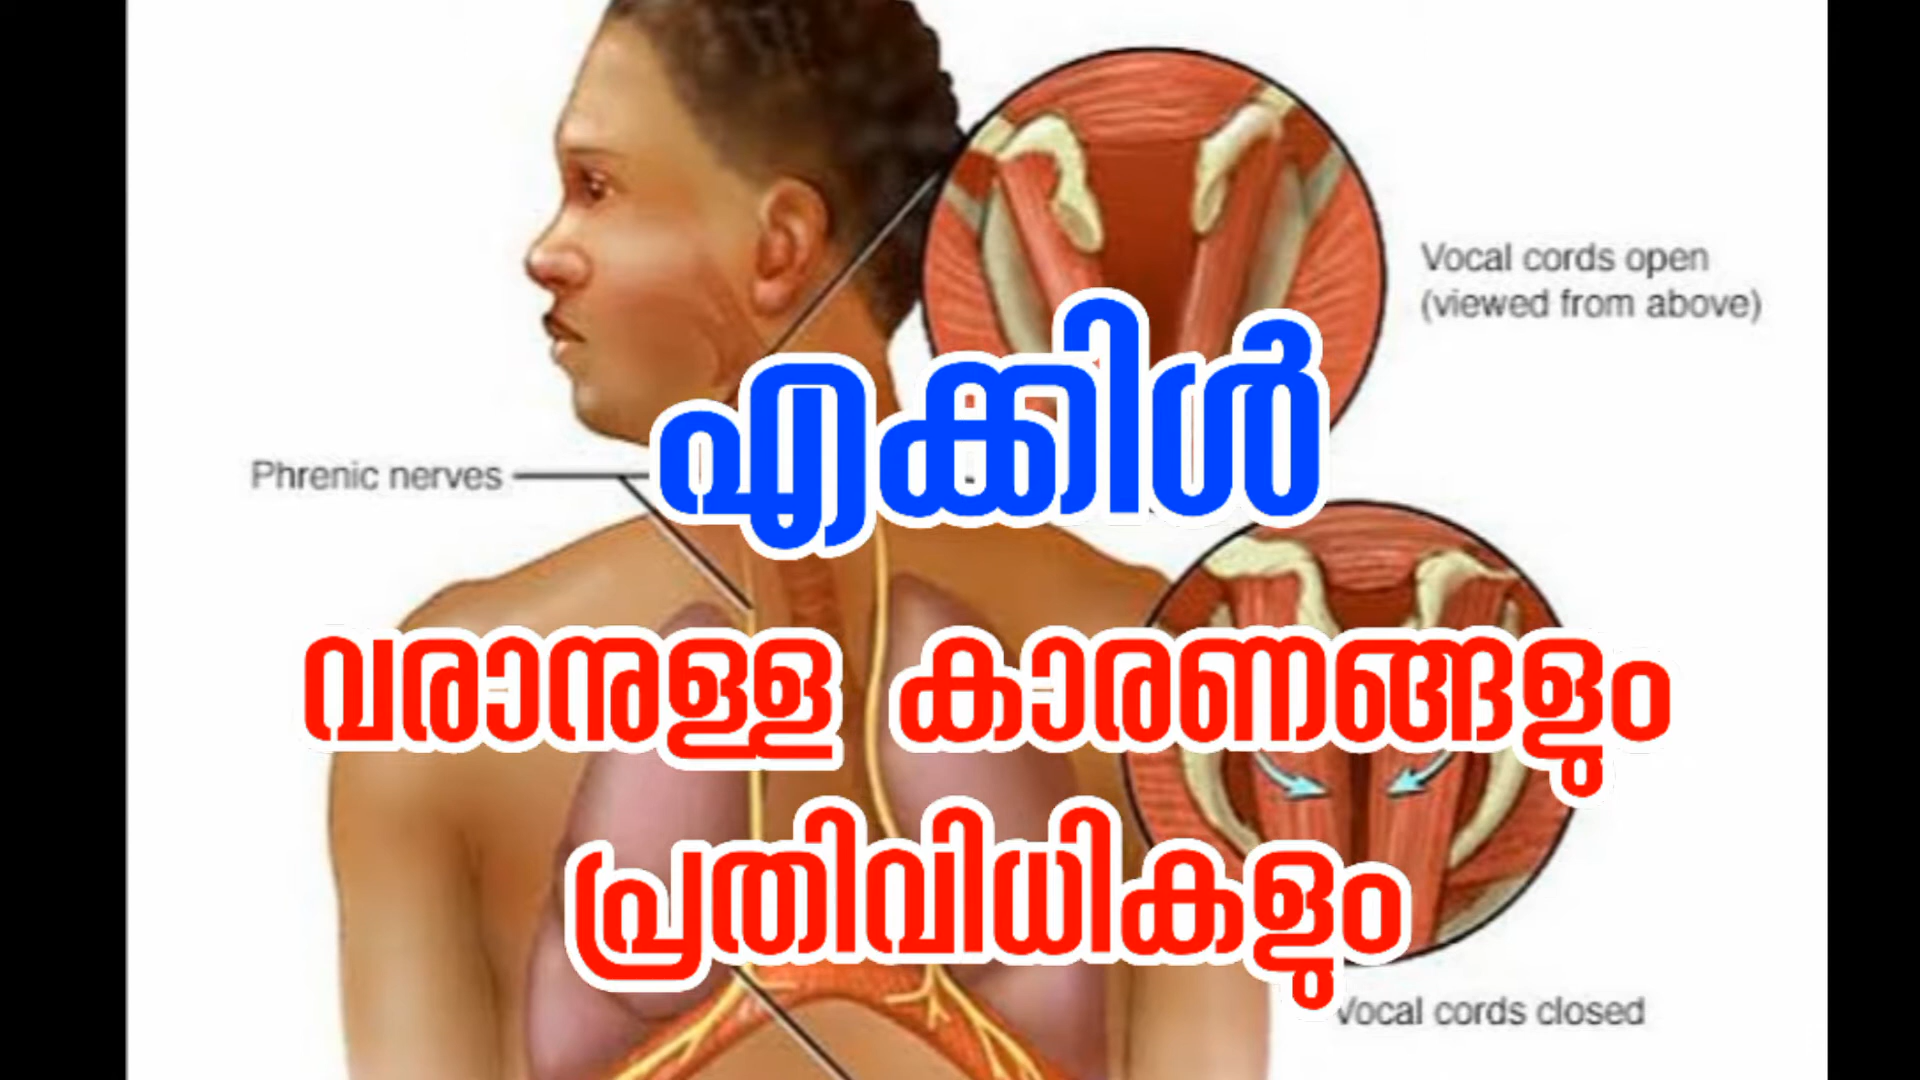 Vocal cords open
(viewed from above)
Phrenic nerves
എക്കിൾ
വരാനുള്ള കാരണങ്ങളും
പ്രതിവിധികളും
Vocal cords closed